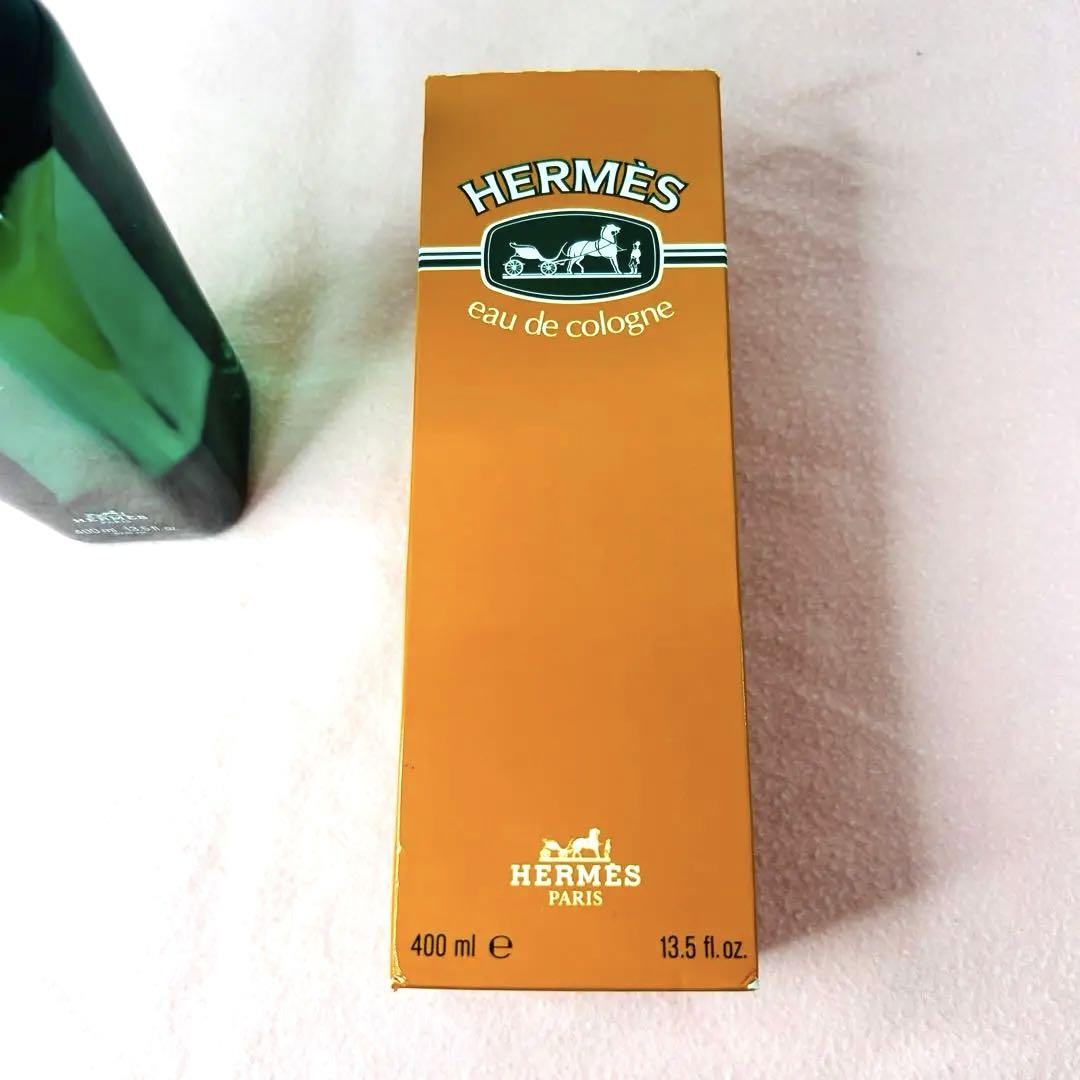 HERMÈS
eau de cologne
HERMÈS
PARIS
400 ml ℮
13.5 fl.oz.
HERMÈS
PARIS
400 ml 13.5 fl. oz.